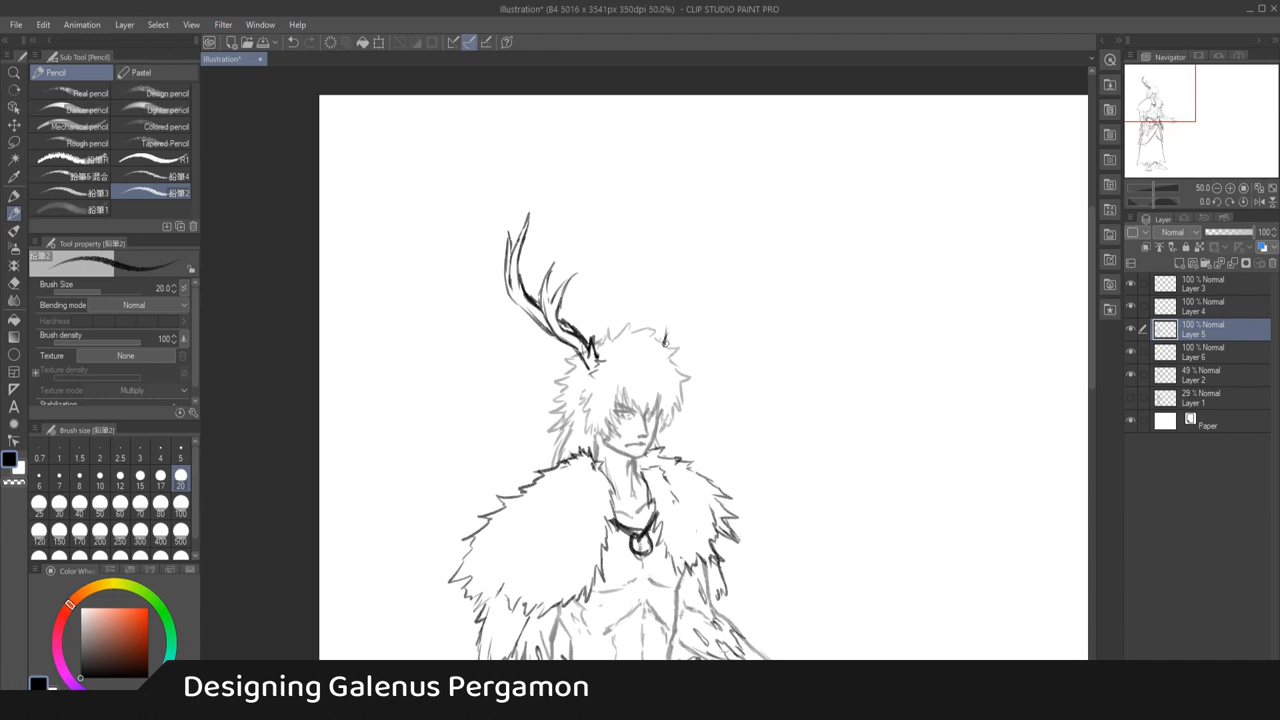 Illustration* (B4 5016 x 3541px 350dpi 50.0%) - CLIP STUDIO PAINT PRO
File Edit Animation Layer Select View Filter Window Help
Sub Tool [Pencil]
Illustration*
Navigator
Pencil Pastel
Real pencil Design pencil
Darker pencil Lighter pencil
Mechanical pencil Colored pencil
Rough pencil Tapered Pencil
鉛筆R R1
鉛筆5 混合 鉛筆4
鉛筆3 鉛筆2
鉛筆1
50.0
0.0
Tool property [鉛筆2]
鉛筆2
Layer
Normal 100
Brush Size 20.0
Blending mode Normal
Hardness
Brush density 100
Texture None
Texture density
Texture mode Multiply
Stabilization
100 % Normal
Layer 3
100 % Normal
Layer 4
100 % Normal
Layer 5
100 % Normal
Layer 6
49 % Normal
Layer 2
29 % Normal
Layer 1
Paper
Brush size [鉛筆2]
0.7 1 1.5 2 2.5 3 4 5
6 7 8 10 12 15 17 20
25 30 40 50 60 70 80 100
120 150 170 200 250 300 400 500
Color Whe
Designing Galenus Pergamon